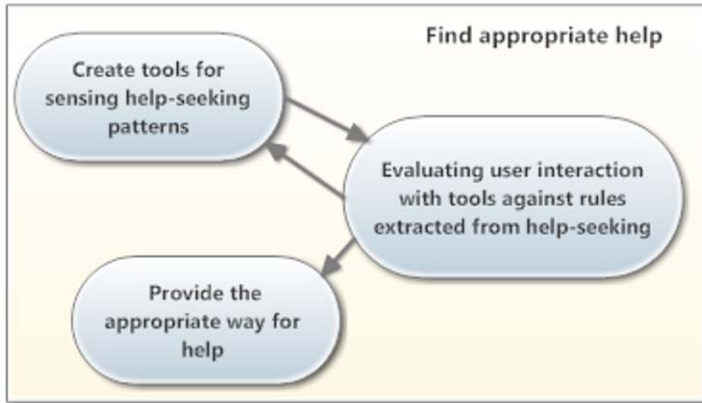 Find appropriate help
Create tools for
sensing help-seeking
patterns
Evaluating user interaction
with tools against rules
extracted from help-seeking
Provide the
appropriate way for
help